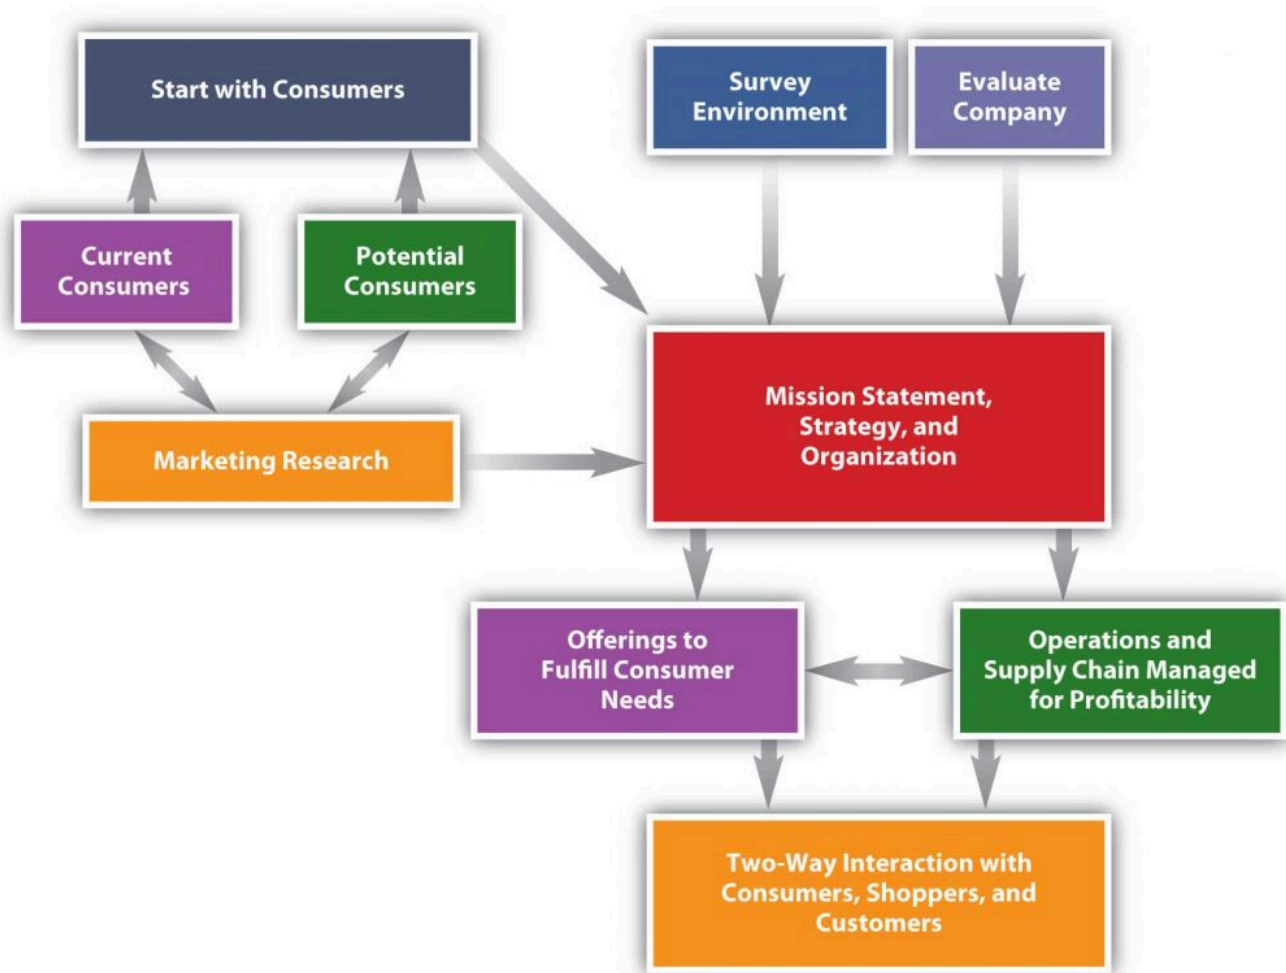 Start with Consumers
Survey
Environment
Evaluate
Company
Current
Consumers
Potential
Consumers
Marketing Research
Mission Statement,
Strategy, and
Organization
Offerings to
Fulfill Consumer
Needs
Operations and
Supply Chain Managed
for Profitability
Two-Way Interaction with
Consumers, Shoppers, and
Customers